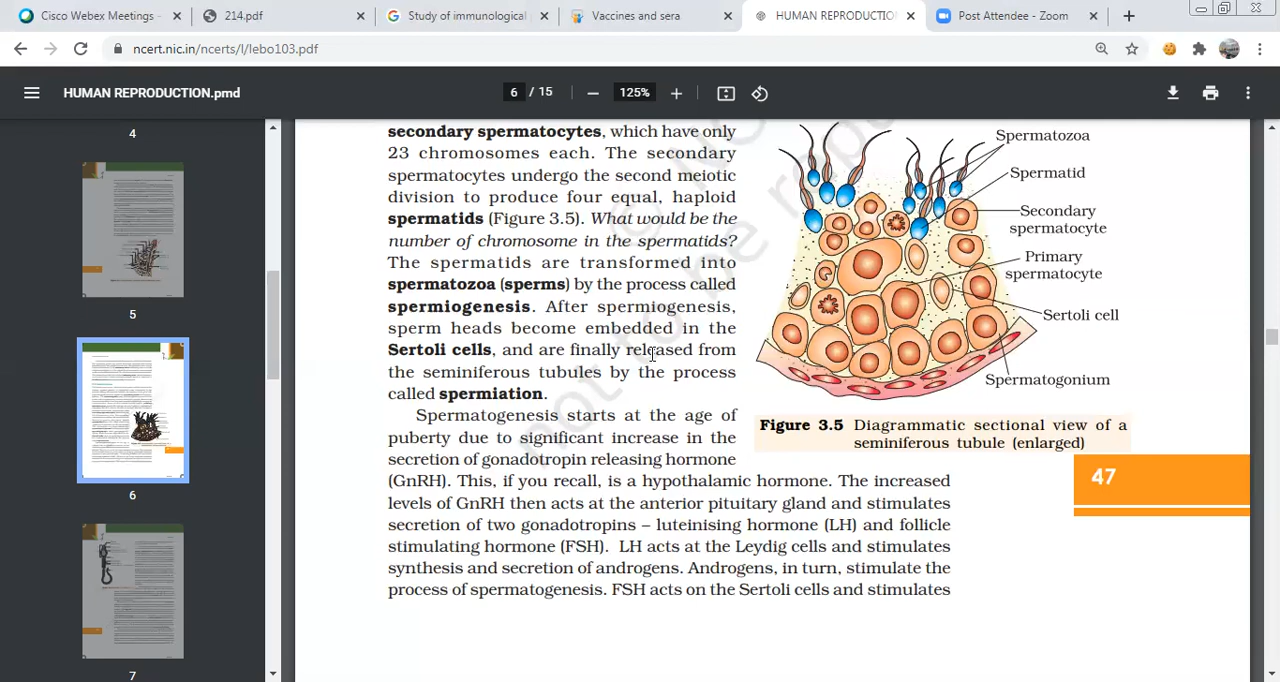 Cisco Webex Meetings -
214.pdf
Study of immunological
Vaccines and sera
HUMAN REPRODUCTIO
Post Attendee - Zoom
ncert.nic.in/ncerts/l/lebo103.pdf
HUMAN REPRODUCTION.pmd
6 / 15
125%
4
5
6
7
secondary spermatocytes, which have only
23 chromosomes each. The secondary
spermatocytes undergo the second meiotic
division to produce four equal, haploid
spermatids (Figure 3.5). What would be the
number of chromosome in the spermatids?
The spermatids are transformed into
spermatozoa (sperms) by the process called
spermiogenesis. After spermiogenesis,
sperm heads become embedded in the
Sertoli cells, and are finally released from
the seminiferous tubules by the process
called spermiation.
Spermatogenesis starts at the age of
puberty due to significant increase in the
secretion of gonadotropin releasing hormone
(GnRH). This, if you recall, is a hypothalamic hormone. The increased
levels of GnRH then acts at the anterior pituitary gland and stimulates
secretion of two gonadotropins – luteinising hormone (LH) and follicle
stimulating hormone (FSH). LH acts at the Leydig cells and stimulates
synthesis and secretion of androgens. Androgens, in turn, stimulate the
process of spermatogenesis. FSH acts on the Sertoli cells and stimulates
Spermatozoa
Spermatid
Secondary
spermatocyte
Primary
spermatocyte
Sertoli cell
Spermatogonium
Figure 3.5 Diagrammatic sectional view of a
seminiferous tubule (enlarged)
47